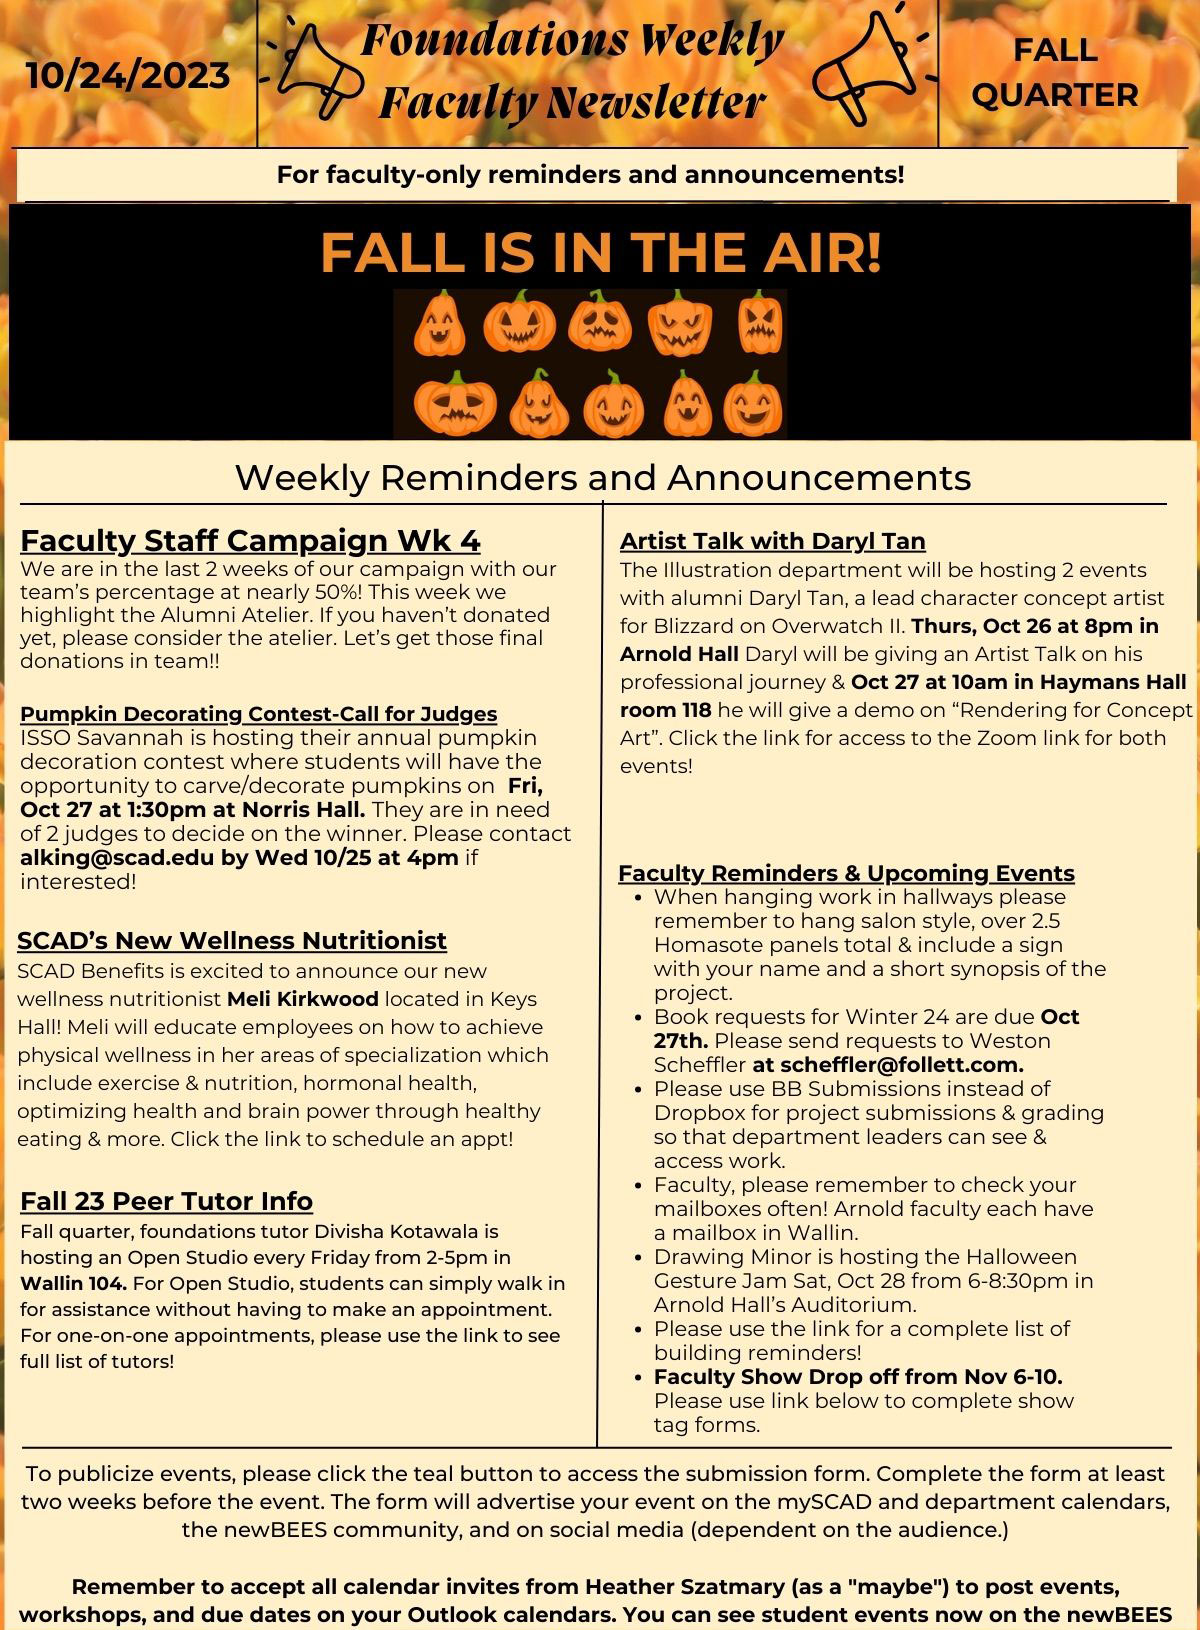 10/24/2023
Foundations Weekly
Faculty Newsletter
FALL
QUARTER
For faculty-only reminders and announcements!
FALL IS IN THE AIR!
Weekly Reminders and Announcements
Faculty Staff Campaign Wk 4
We are in the last 2 weeks of our campaign with our
team's percentage at nearly 50%! This week we
highlight the Alumni Atelier. If you haven't donated
yet, please consider the atelier. Let's get those final
donations in team!!
Pumpkin Decorating Contest-Call for Judges
ISSO Savannah is hosting their annual pumpkin
decoration contest where students will have the
opportunity to carve/decorate pumpkins on Fri,
Oct 27 at 1:30pm at Norris Hall. They are in need
of 2 judges to decide on the winner. Please contact
alking@scad.edu by Wed 10/25 at 4pm if
interested!
SCAD's New Wellness Nutritionist
SCAD Benefits is excited to announce our new
wellness nutritionist Meli Kirkwood located in Keys
Hall! Meli will educate employees on how to achieve
physical wellness in her areas of specialization which
include exercise & nutrition, hormonal health,
optimizing health and brain power through healthy
eating & more. Click the link to schedule an appt!
Fall 23 Peer Tutor Info
Fall quarter, foundations tutor Divisha Kotawala is
hosting an Open Studio every Friday from 2-5pm in
Wallin 104. For Open Studio, students can simply walk in
for assistance without having to make an appointment.
For one-on-one appointments, please use the link to see
full list of tutors!
Artist Talk with Daryl Tan
The Illustration department will be hosting 2 events
with alumni Daryl Tan, a lead character concept artist
for Blizzard on Overwatch II. Thurs, Oct 26 at 8pm in
Arnold Hall Daryl will be giving an Artist Talk on his
professional journey & Oct 27 at 10am in Haymans Hall
room 118 he will give a demo on “Rendering for Concept
Art”. Click the link for access to the Zoom link for both
events!
Faculty Reminders & Upcoming Events
• When hanging work in hallways please
remember to hang salon style, over 2.5
Homasote panels total & include a sign
with your name and a short synopsis of the
project.
• Book requests for Winter 24 are due Oct
27th. Please send requests to Weston
Scheffler at scheffler@follett.com.
• Please use BB Submissions instead of
Dropbox for project submissions & grading
so that department leaders can see &
access work.
• Faculty, please remember to check your
mailboxes often! Arnold faculty each have
a mailbox in Wallin.
• Drawing Minor is hosting the Halloween
Gesture Jam Sat, Oct 28 from 6-8:30pm in
Arnold Hall's Auditorium.
• Please use the link for a complete list of
building reminders!
• Faculty Show Drop off from Nov 6-10.
Please use link below to complete show
tag forms.
To publicize events, please click the teal button to access the submission form. Complete the form at least
two weeks before the event. The form will advertise your event on the mySCAD and department calendars,
the newBEES community, and on social media (dependent on the audience.)
Remember to accept all calendar invites from Heather Szatmary (as a "maybe") to post events,
workshops, and due dates on your Outlook calendars. You can see student events now on the newBEES